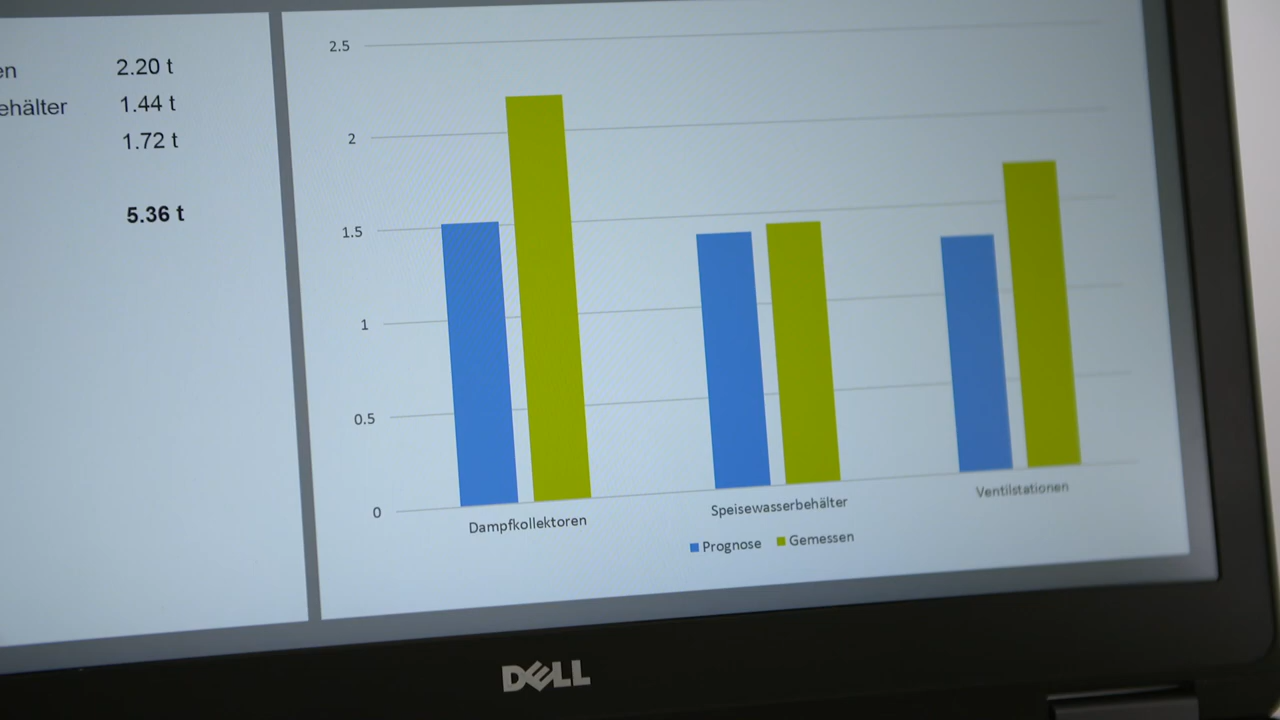 en 2.20 t
ehälter 1.44 t
1.72 t
5.36 t
2.5
2
1.5
1
0.5
0
Dampfkollektoren Speisewasserbehälter Ventilstationen
Prognose Gemessen
DELL